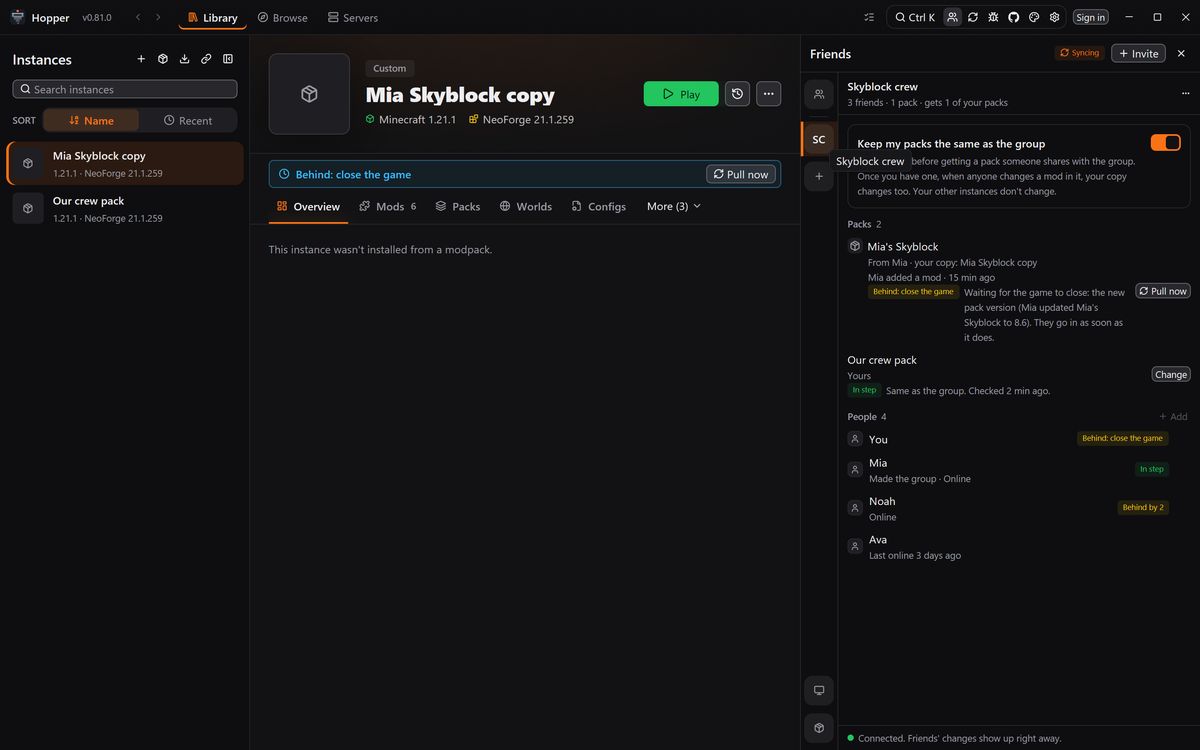 Hopper v0.81.0 Library Browse Servers Ctrl K Sign in
Instances
Search instances
SORT Name Recent
Mia Skyblock copy
1.21.1 · NeoForge 21.1.259
Our crew pack
1.21.1 · NeoForge 21.1.259
Custom
Mia Skyblock copy
Minecraft 1.21.1 NeoForge 21.1.259
Play
Behind: close the game Pull now
Overview Mods 6 Packs Worlds Configs More (3)
This instance wasn't installed from a modpack.
Friends Syncing Invite
Skyblock crew
3 friends · 1 pack · gets 1 of your packs
SC
Keep my packs the same as the group
Skyblock crew
before getting a pack someone shares with the group.
Once you have one, when anyone changes a mod in it, your copy
changes too. Your other instances don't change.
Packs 2
Mia's Skyblock
From Mia · your copy: Mia Skyblock copy
Mia added a mod · 15 min ago
Behind: close the game Waiting for the game to close: the new
pack version (Mia updated Mia's
Skyblock to 8.6). They go in as soon as
it does.
Pull now
Our crew pack
Yours
Change
In step Same as the group. Checked 2 min ago.
People 4 + Add
You Behind: close the game
Mia
Made the group · Online
In step
Noah
Online
Behind by 2
Ava
Last online 3 days ago
Connected. Friends' changes show up right away.